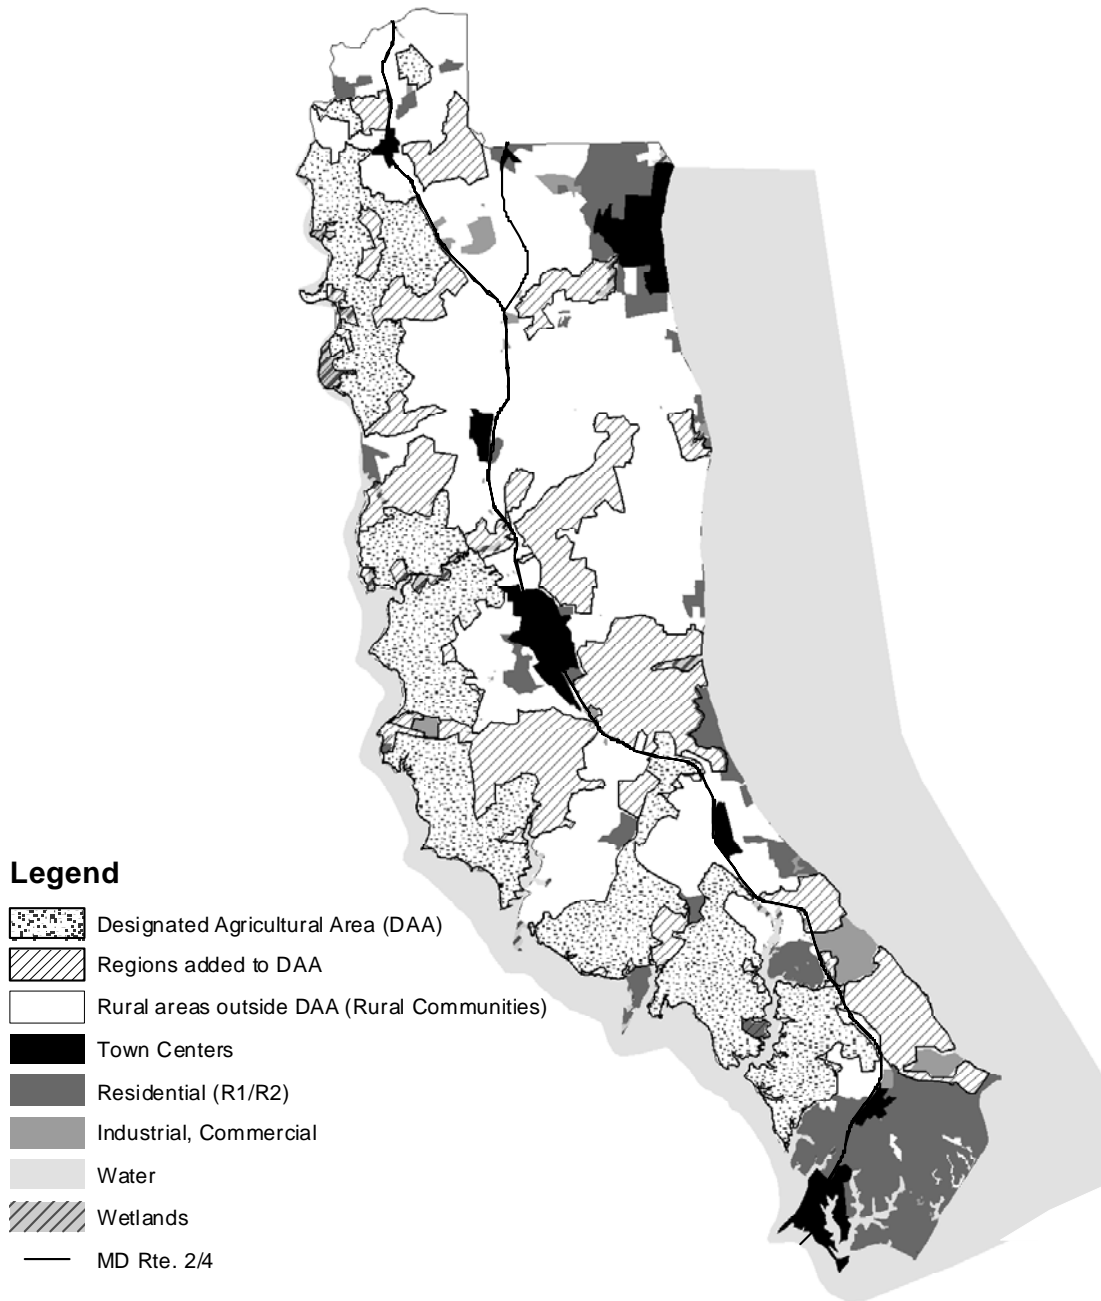 Legend
Designated Agricultural Area (DAA)
Regions added to DAA
Rural areas outside DAA (Rural Communities)
Town Centers
Residential (R1/R2)
Industrial, Commercial
Water
Wetlands
MD Rte. 2/4